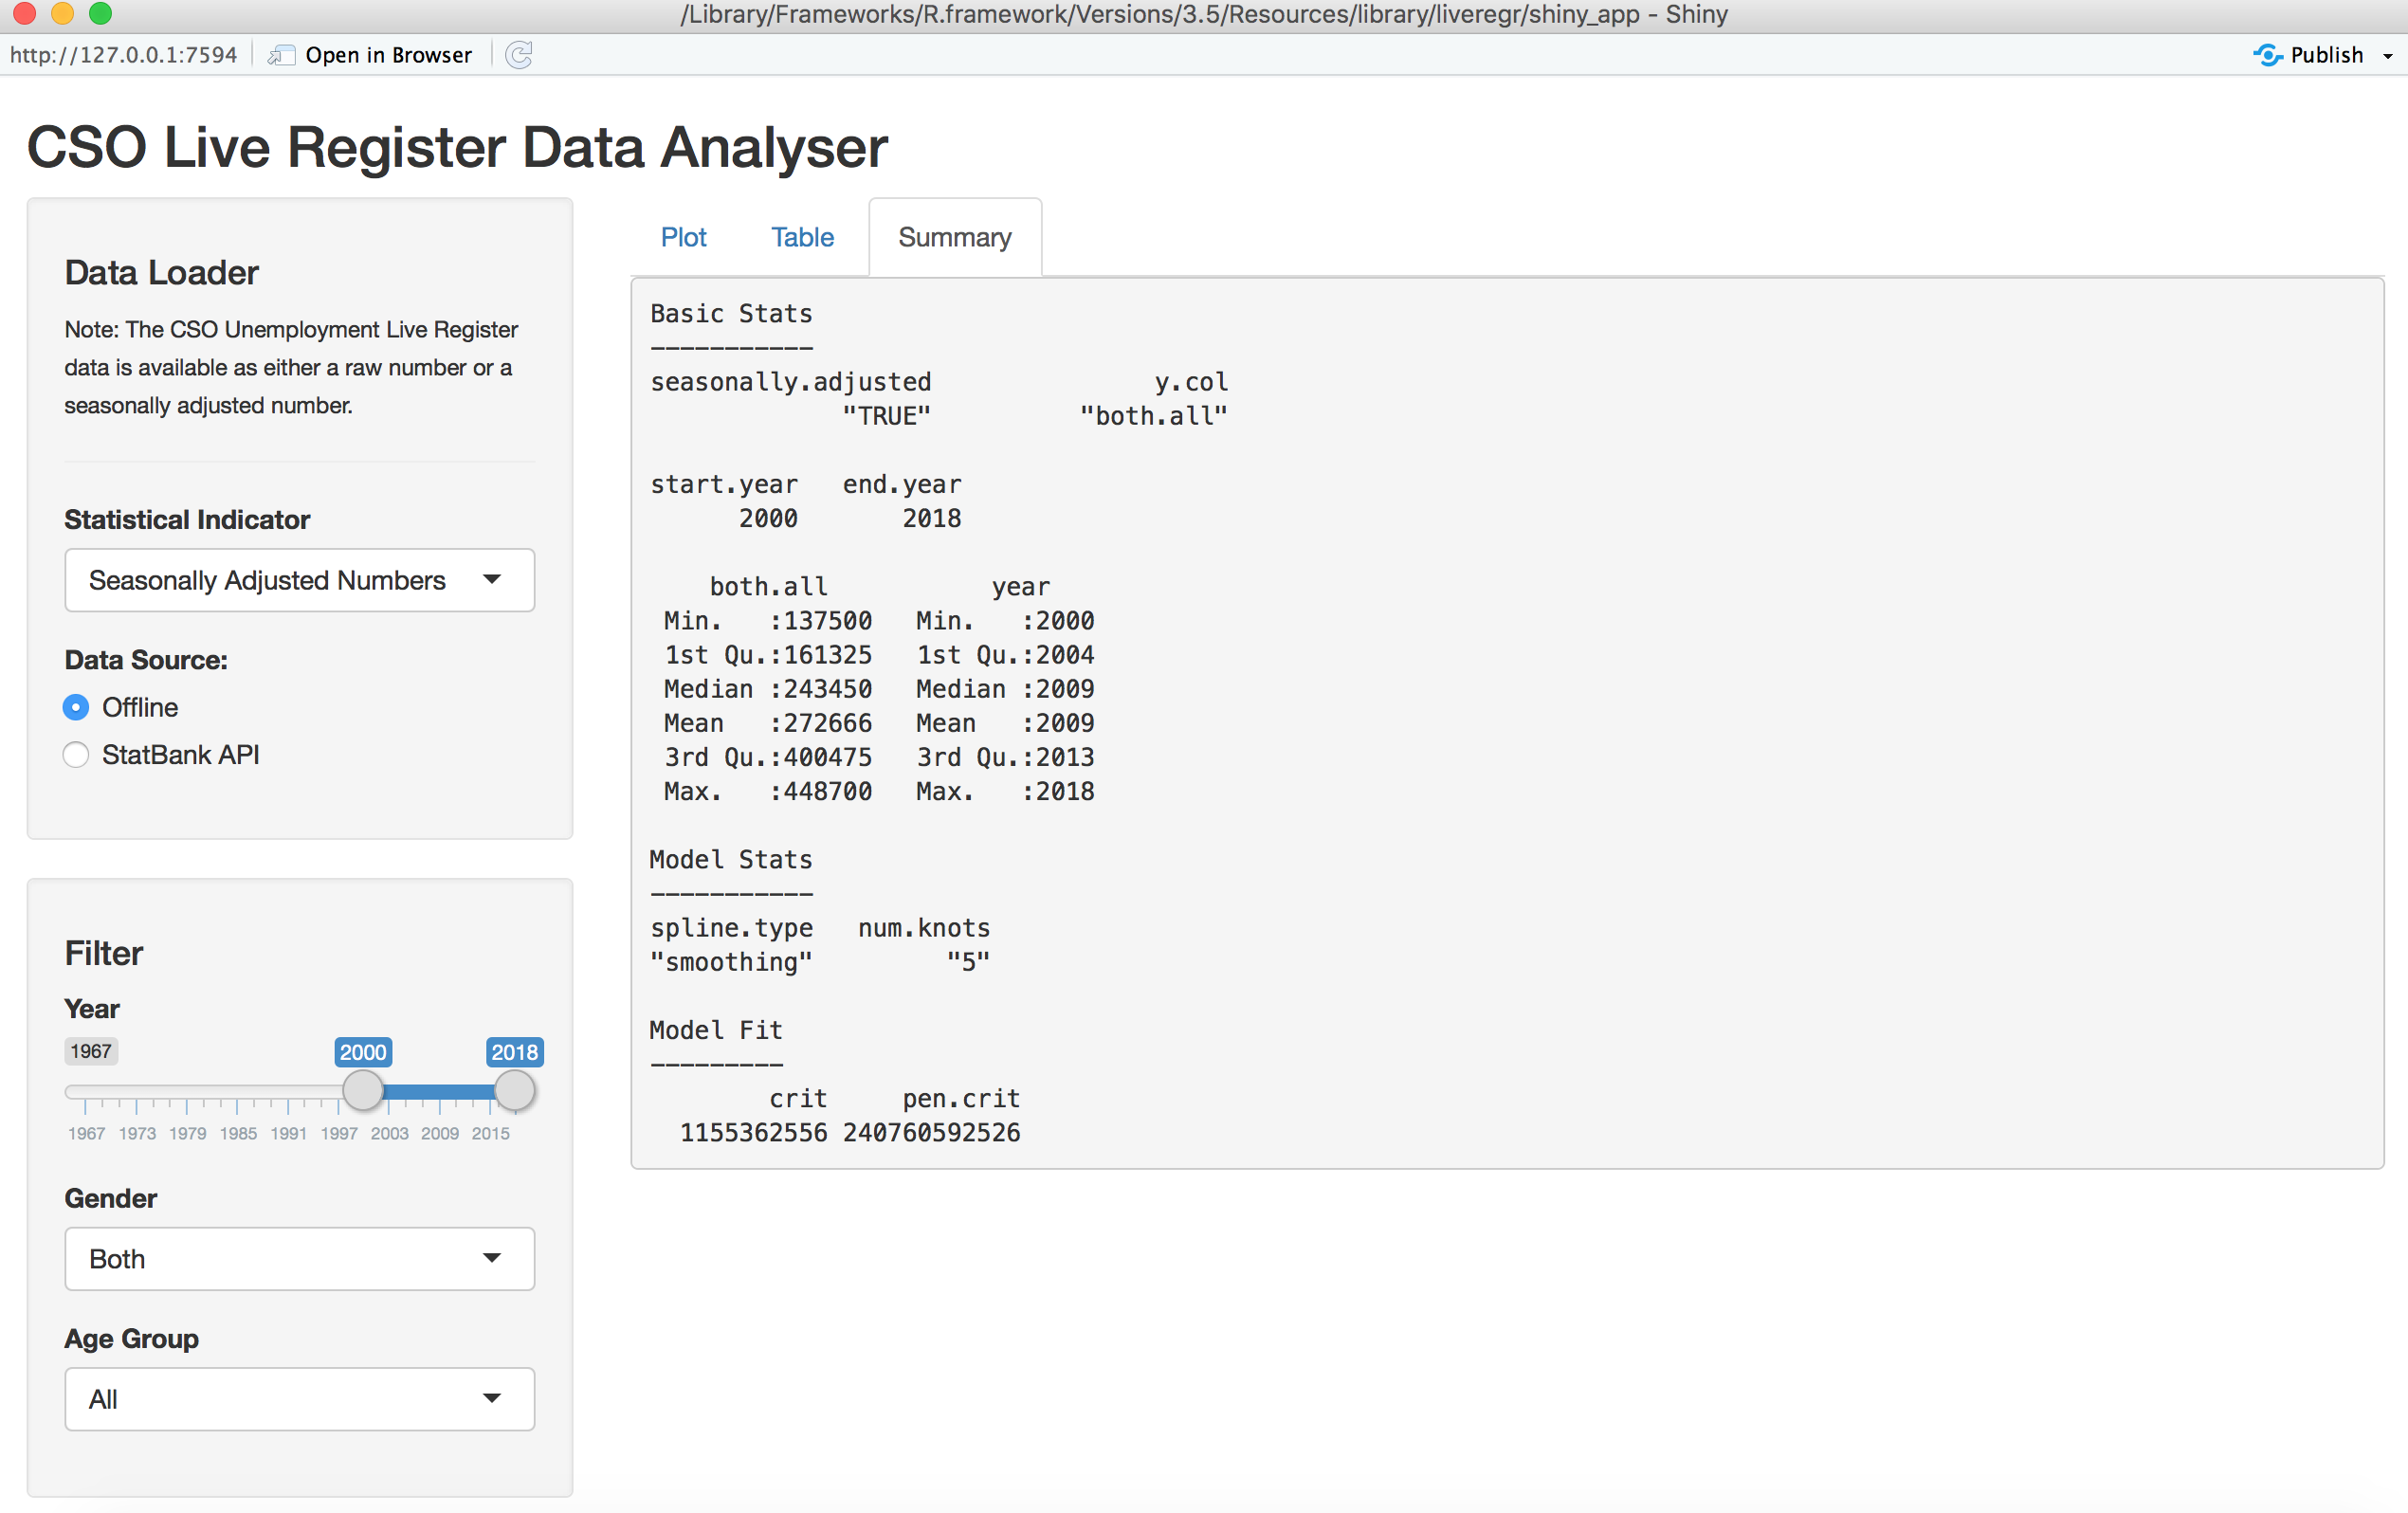 /Library/Frameworks/R.framework/Versions/3.5/Resources/library/liveregr/shiny_app - Shiny
http://127.0.0.1:7594 Open in Browser Publish
CSO Live Register Data Analyser
Data Loader
Note: The CSO Unemployment Live Register
data is available as either a raw number or a
seasonally adjusted number.
Statistical Indicator
Seasonally Adjusted Numbers
Data Source:
Offline
StatBank API
Filter
Year
1967 2000 2018
1967 1973 1979 1985 1991 1997 2003 2009 2015
Gender
Both
Age Group
All
Plot Table Summary
Basic Stats
-----------
seasonally.adjusted y.col
"TRUE" "both.all"
start.year end.year
2000 2018
both.all year
Min. :137500 Min. :2000
1st Qu.:161325 1st Qu.:2004
Median :243450 Median :2009
Mean :272666 Mean :2009
3rd Qu.:400475 3rd Qu.:2013
Max. :448700 Max. :2018
Model Stats
-----------
spline.type num.knots
"smoothing" "5"
Model Fit
---------
crit pen.crit
1155362556 240760592526